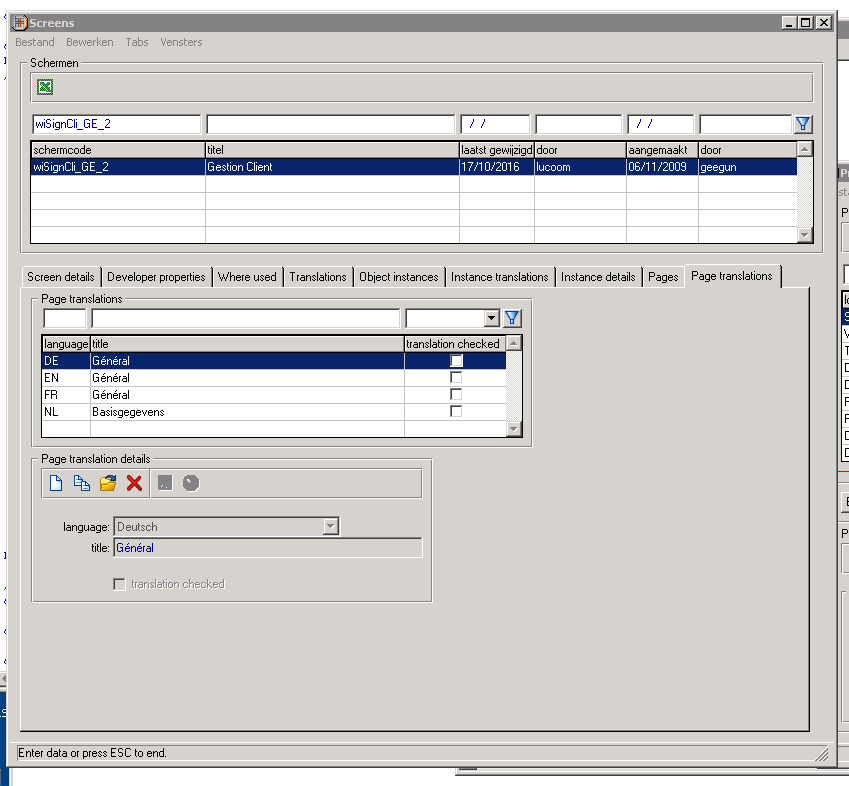 Screens
Bestand Bewerken Tabs Vensters
Schermen
wiSignCli_GE_2 / / / /
schermcode titel laatst gewijzigd door aangemaakt door
wiSignCli_GE_2 Gestion Client 17/10/2016 lucoom 06/11/2009 geegun
Screen details Developer properties Where used Translations Object instances Instance translations Instance details Pages Page translations
Page translations
language title translation checked
DE Général
EN Général
FR Général
NL Basisgegevens
Page translation details
language: Deutsch
title: Général
translation checked
Enter data or press ESC to end.